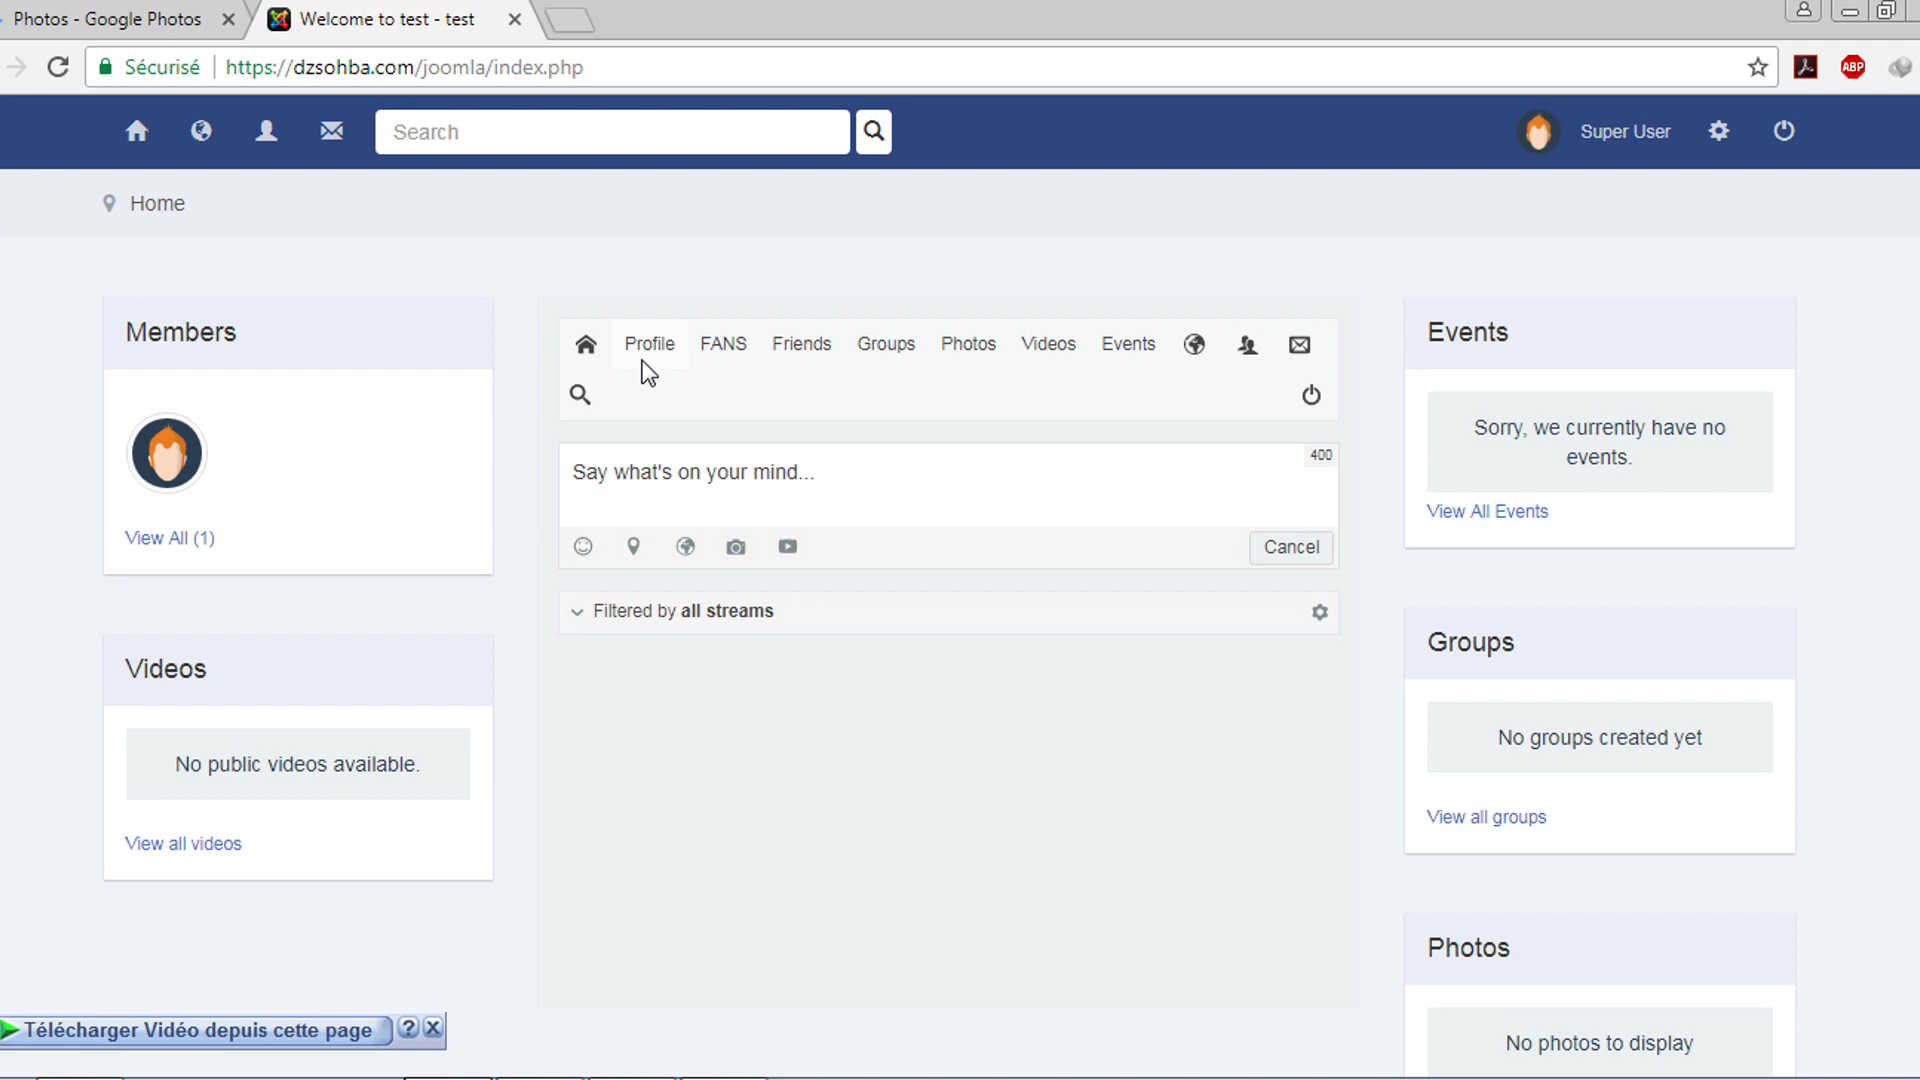 Photos - Google Photos
Welcome to test - test
Sécurisé
https://dzsohba.com/joomla/index.php
ABP
Search
Super User
Home
Members
View All (1)
Videos
No public videos available.
View all videos
Profile FANS Friends Groups Photos Videos Events
400
Say what's on your mind...
Cancel
Filtered by all streams
Events
Sorry, we currently have no
events.
View All Events
Groups
No groups created yet
View all groups
Photos
No photos to display
Télécharger Vidéo depuis cette page ?